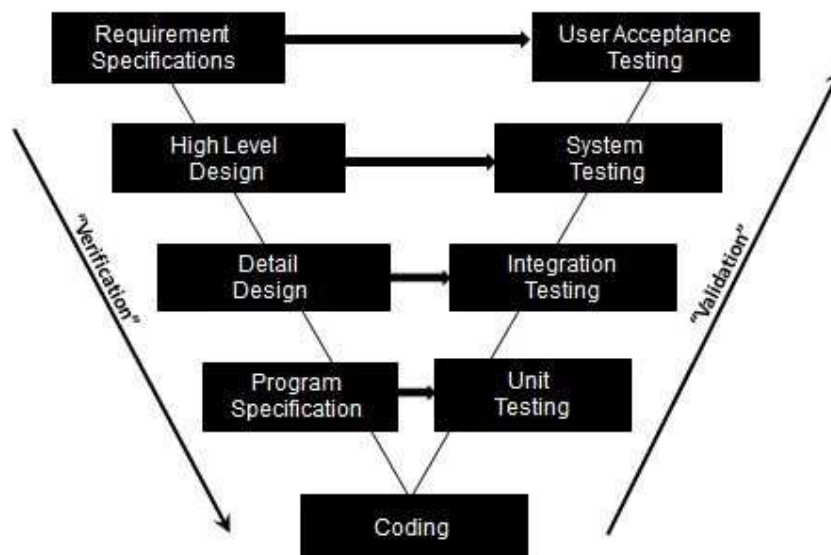 Requirement
Specifications
User Acceptance
Testing
High Level
Design
System
Testing
"Verification"
Detail
Design
Integration
Testing
"Validation"
Program
Specification
Unit
Testing
Coding